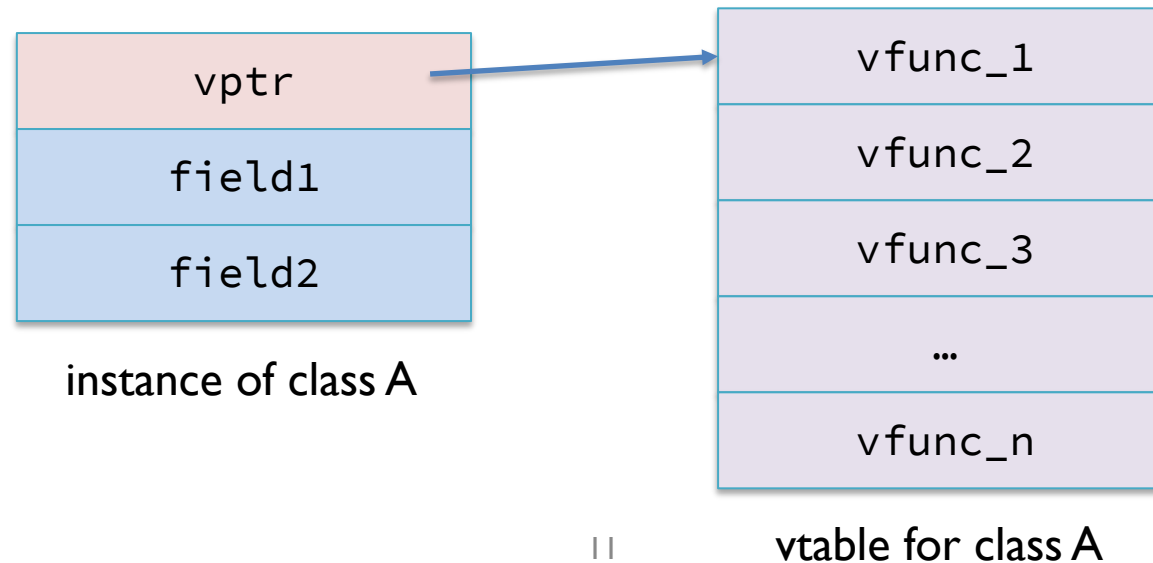 vptr
field1
field2
instance of class A
vfunc_1
vfunc_2
vfunc_3
…
vfunc_n
vtable for class A
11